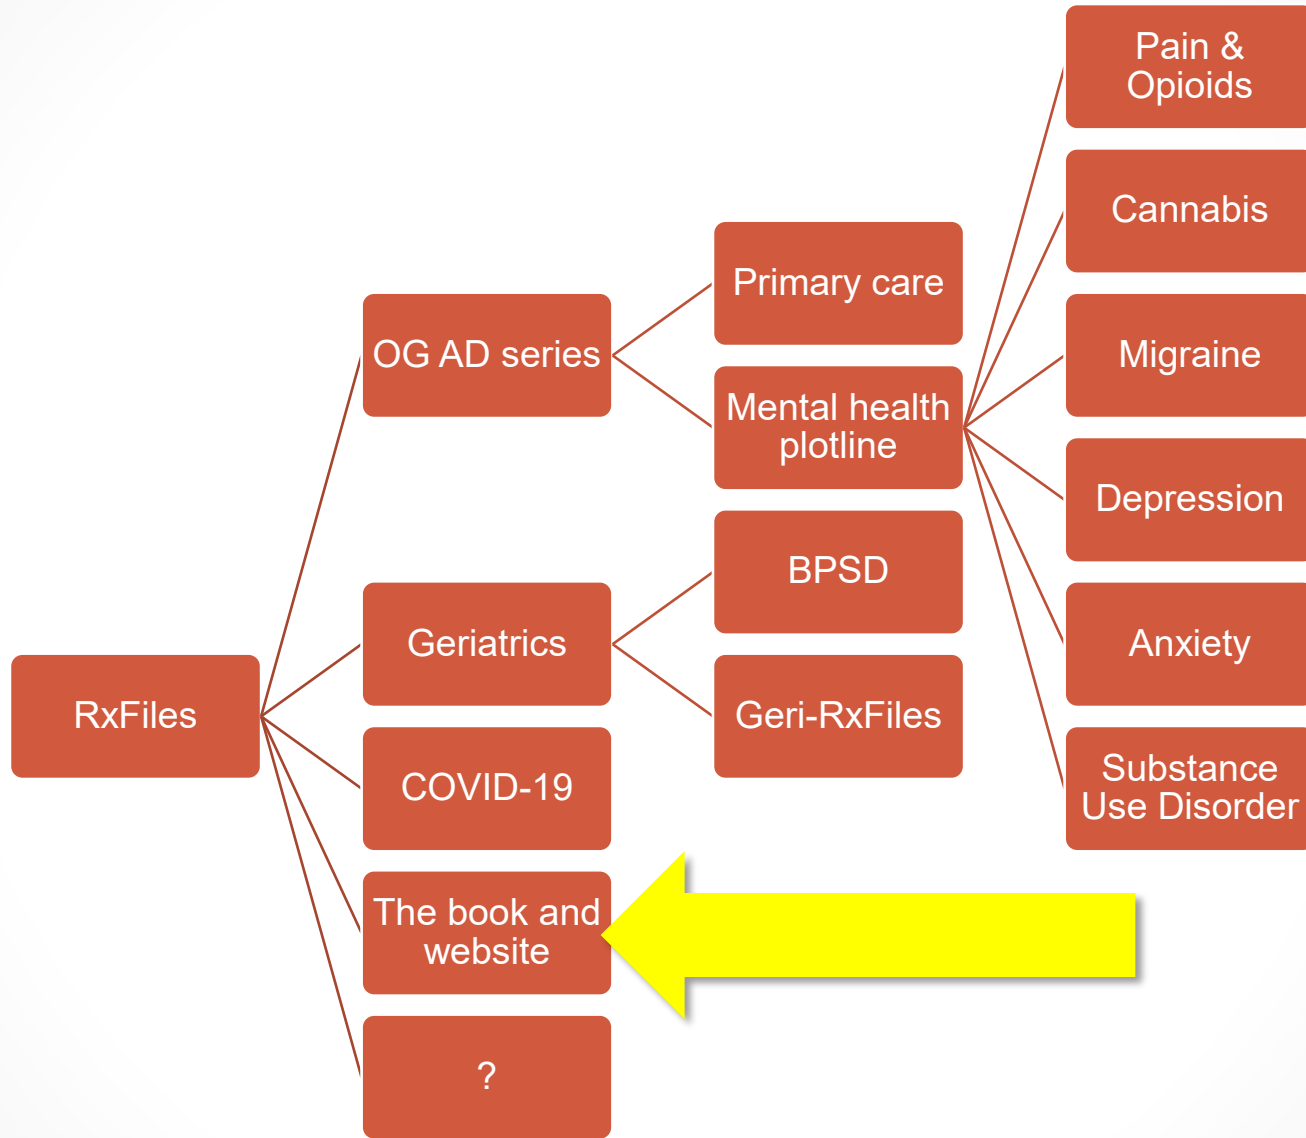 RxFiles
OG AD series
Primary care
Mental health
plotline
Pain &
Opioids
Cannabis
Migraine
Depression
Anxiety
Substance
Use Disorder
Geriatrics
BPSD
Geri-RxFiles
COVID-19
The book and
website
?